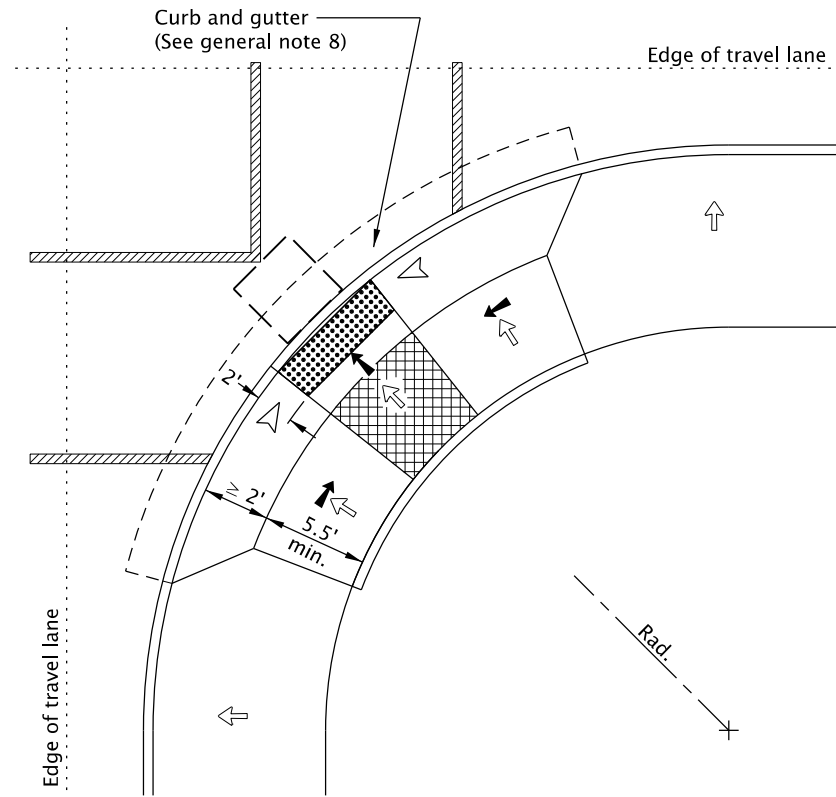 Curb and gutter
(See general note 8)
Edge of travel lane
2'
≥ 2'
5.5'
min.
Rad.
Edge of travel lane